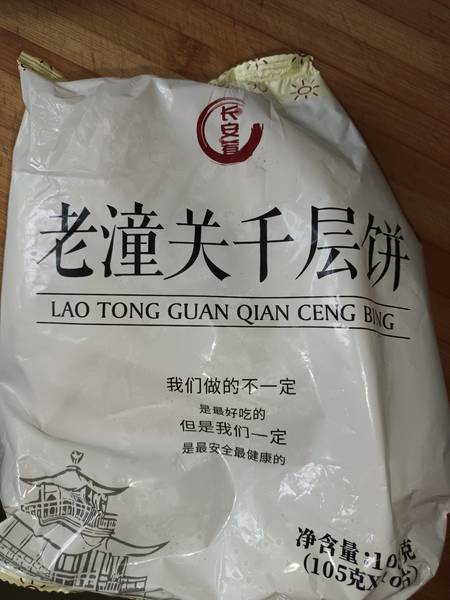 长安荟
老潼关千层饼
LAO TONG GUAN QIAN CENG BING
我们做的不一定
是最好吃的
但是我们一定
是最安全最健康的
净含量:
(105克X